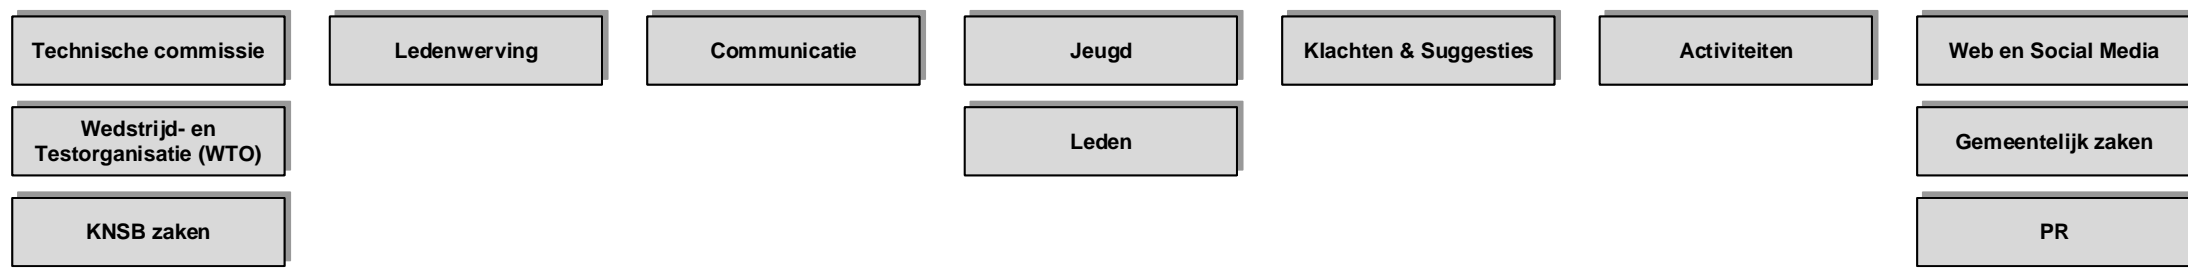 Technische commissie
Ledenwerving
Communicatie
Jeugd
Klachten & Suggesties
Activiteiten
Web en Social Media
Wedstrijd- en
Testorganisatie (WTO)
Leden
Gemeentelijk zaken
KNSB zaken
PR